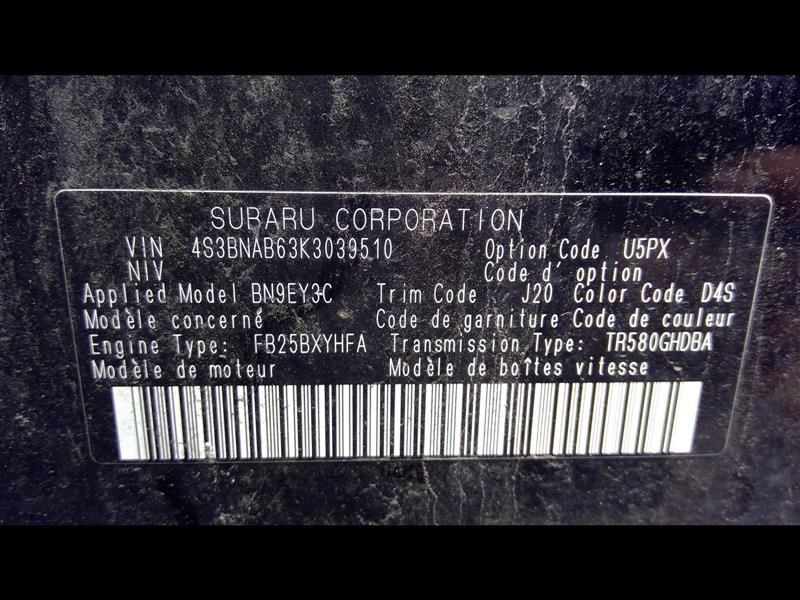 SUBARU CORPORATION
VIN 4S3BNAB63K3039510 Option Code U5PX
NIV Code d' option
Applied Model BN9EY3-C Trim Code J20 Color Code D4S
Modèle concerné Code de garniture Code de couleur
Engine Type: FB25BXYHFA Transmission Type: TR580GHDBA
Modèle de moteur Modèle de boîtes vitesse